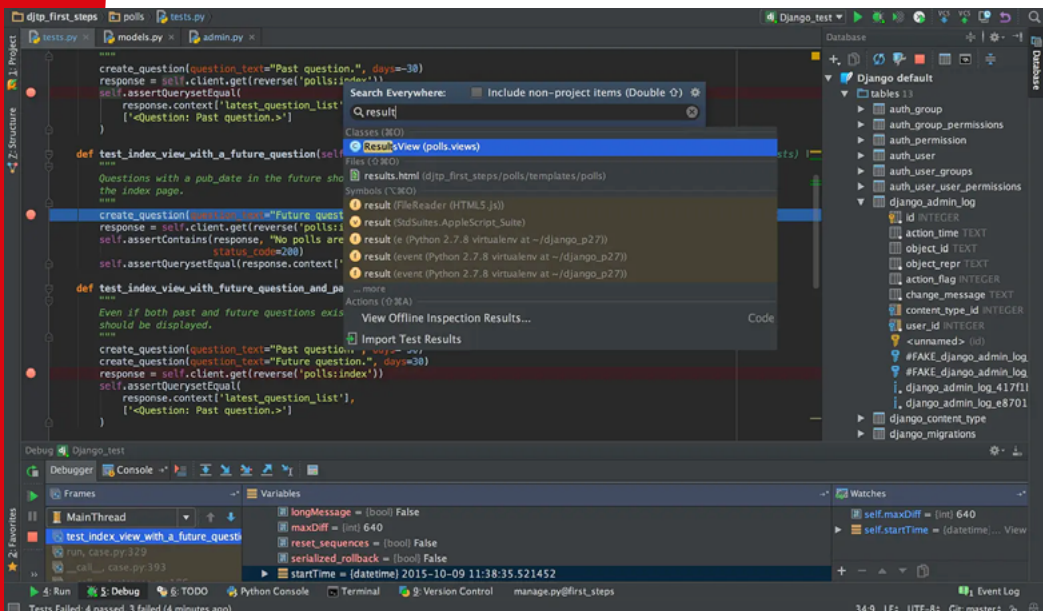 djtp_first_steps polls tests.py Django_test
tests.py models.py admin.py
1: Project
Z: Structure
2: Favorites
"""
create_question(question_text="Past question.", days=-30)
response = self.client.get(reverse('polls:index'))
self.assertQuerysetEqual(
response.context['latest_question_list'
['<Question: Past question.>']
)
def test_index_view_with_a_future_question(self
"""
Questions with a pub_date in the future sho
the index page.
"""
create_question(question_text="Future quest
response = self.client.get(reverse('polls:i
self.assertContains(response, "No polls are
status_code=200)
self.assertQuerysetEqual(response.context['
def test_index_view_with_future_question_and_pa
"""
Even if both past and future questions exis
should be displayed.
"""
create_question(question_text="Past question.", days=-30)
create_question(question_text="Future question.", days=30)
response = self.client.get(reverse('polls:index'))
self.assertQuerysetEqual(
response.context['latest_question_list'],
['<Question: Past question.>']
)
Search Everywhere: Include non-project items (Double ⇧)
result
Classes (⌘O)
ResultsView (polls.views)
Files (⇧⌘O)
results.html (djtp_first_steps/polls/templates/polls)
Symbols (⌥⌘O)
result (FileReader (HTML5.js))
result (StdSuites.AppleScript_Suite)
result (e (Python 2.7.8 virtualenv at ~/django_p27))
result (event (Python 2.7.8 virtualenv at ~/django_p27))
result (event (Python 2.7.8 virtualenv at ~/django_p27))
... more
Actions (⇧⌘A)
View Offline Inspection Results... Code
Import Test Results
Database
Database
Django default
tables 13
auth_group
auth_group_permissions
auth_permission
auth_user
auth_user_groups
auth_user_user_permissions
django_admin_log
id INTEGER
action_time TEXT
object_id TEXT
object_repr TEXT
action_flag INTEGER
change_message TEXT
content_type_id INTEGER
user_id INTEGER
<unnamed> (id)
#FAKE_django_admin_log_
#FAKE_django_admin_log_
django_admin_log_417f1
django_admin_log_e8701
django_content_type
django_migrations
Debug Django_test
Debugger Console
Frames
MainThread
test_index_view_with_a_future_questi
run, case.py:329
__call__, case.py:393
Variables
longMessage = {bool} False
maxDiff = {int} 640
reset_sequences = {bool} False
serialized_rollback = {bool} False
startTime = {datetime} 2015-10-09 11:38:35.521452
Watches
self.maxDiff = {int} 640
self.startTime = {datetime... View
4: Run 5: Debug 6: TODO Python Console Terminal 9: Version Control manage.py@first_steps Event Log
Tests Failed: 4 passed, 3 failed (4 minutes ago) 34:9 LF÷ UTF-8÷ Git: master÷